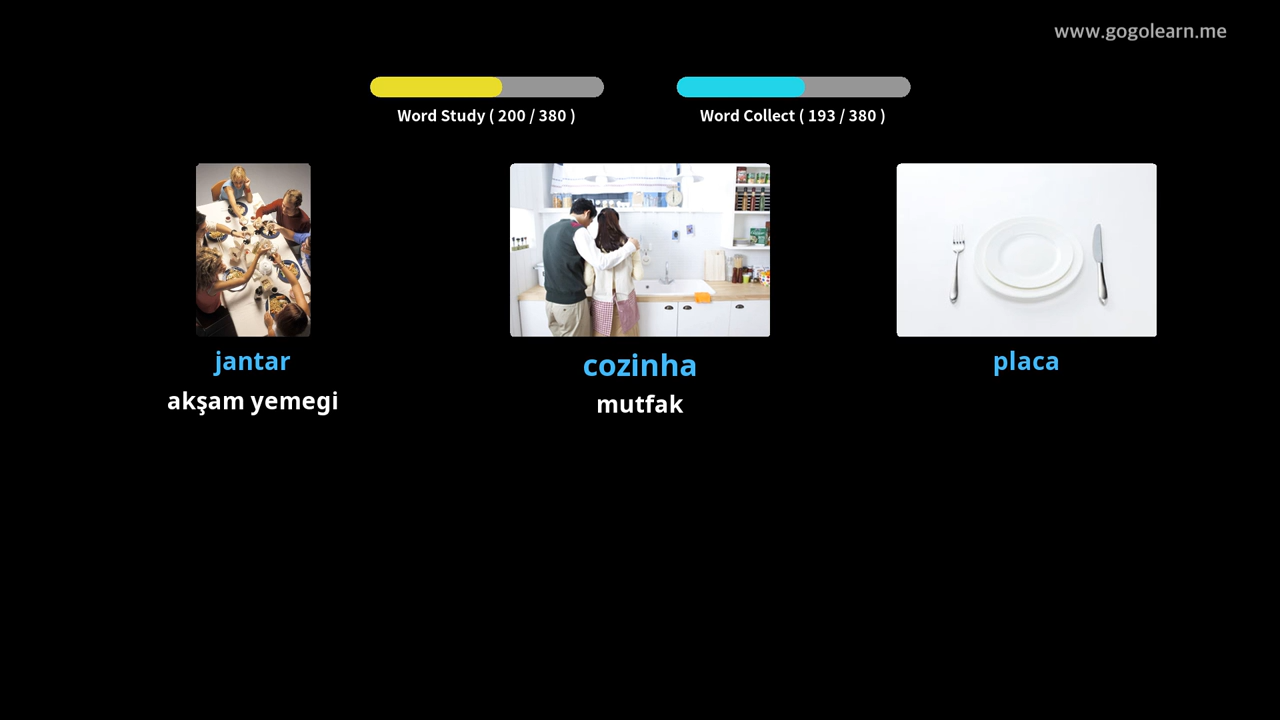 www.gogolearn.me
Word Study ( 200 / 380 )
Word Collect ( 193 / 380 )
jantar
cozinha
placa
akşam yemegi
mutfak